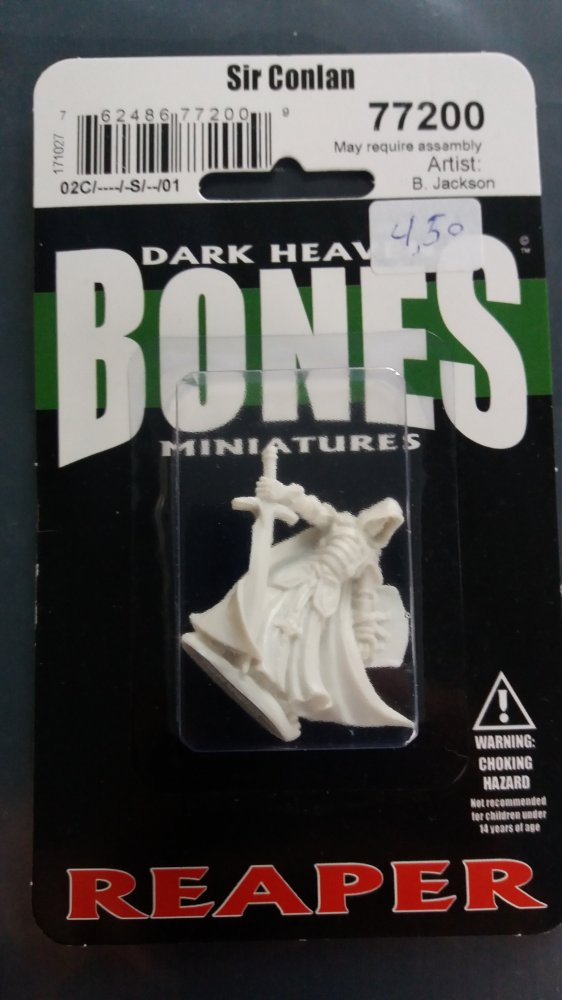 Sir Conlan
7 62486 77200 9
171027
02C/----/-S/--/01
77200
May require assembly
Artist:
B. Jackson
4,50
DARK HEAV
™©
BONES
MINIATURES
WARNING:
CHOKING
HAZARD
Not recommended
for children under
14 years of age
REAPER